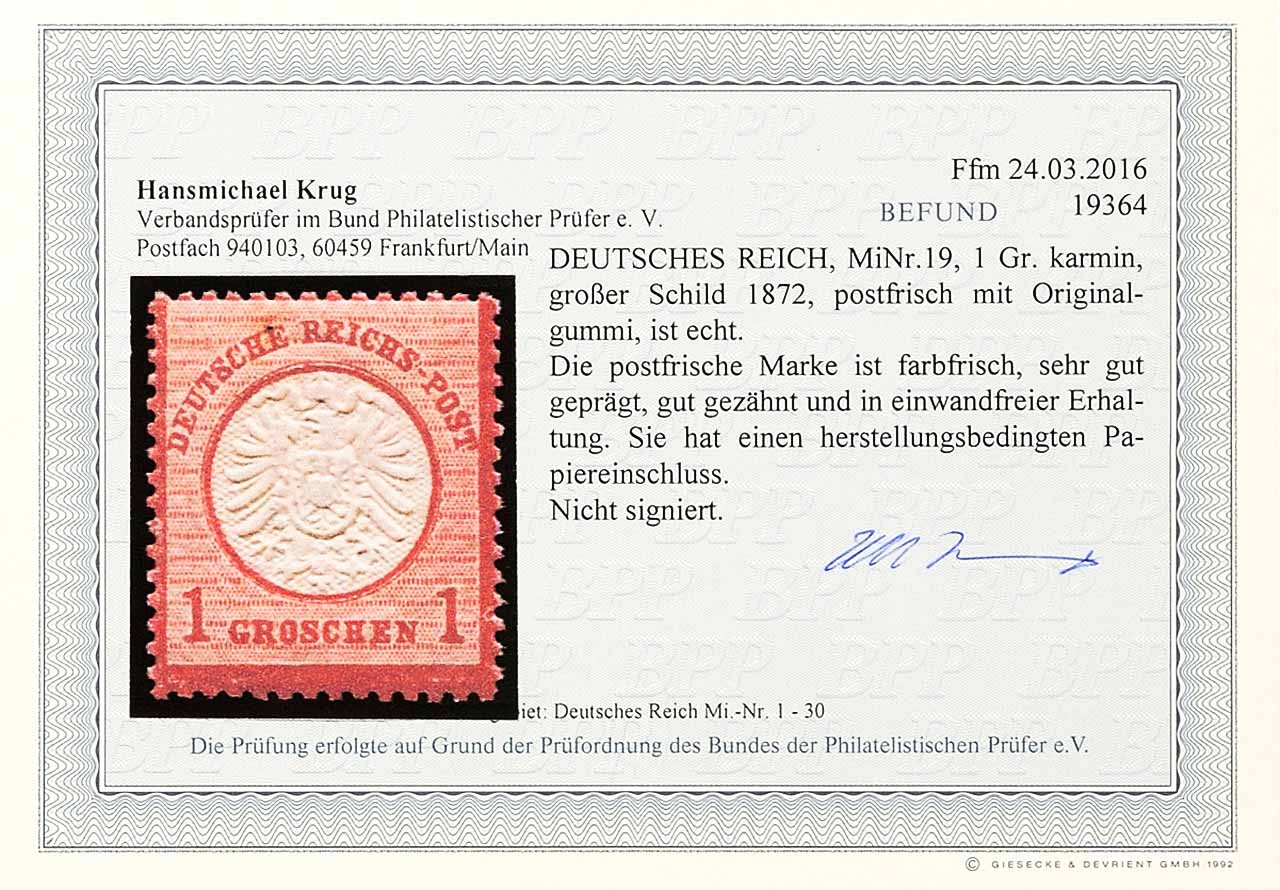 Ffm 24.03.2016
BEFUND 19364
Hansmichael Krug
Verbandsprüfer im Bund Philatelistischer Prüfer e. V.
Postfach 940103, 60459 Frankfurt/Main
DEUTSCHES REICH, MiNr.19, 1 Gr. karmin,
großer Schild 1872, postfrisch mit Original-
gummi, ist echt.
Die postfrische Marke ist farbfrisch, sehr gut
geprägt, gut gezähnt und in einwandfreier Erhal-
tung. Sie hat einen herstellungsbedingten Pa-
piereinschluss.
Nicht signiert.
DEUTSCHE REICHS-POST
1 GROSCHEN 1
biet: Deutsches Reich Mi.-Nr. 1 - 30
Die Prüfung erfolgte auf Grund der Prüfordnung des Bundes der Philatelistischen Prüfer e.V.
© GIESECKE & DEVRIENT GMBH 1992
BPP